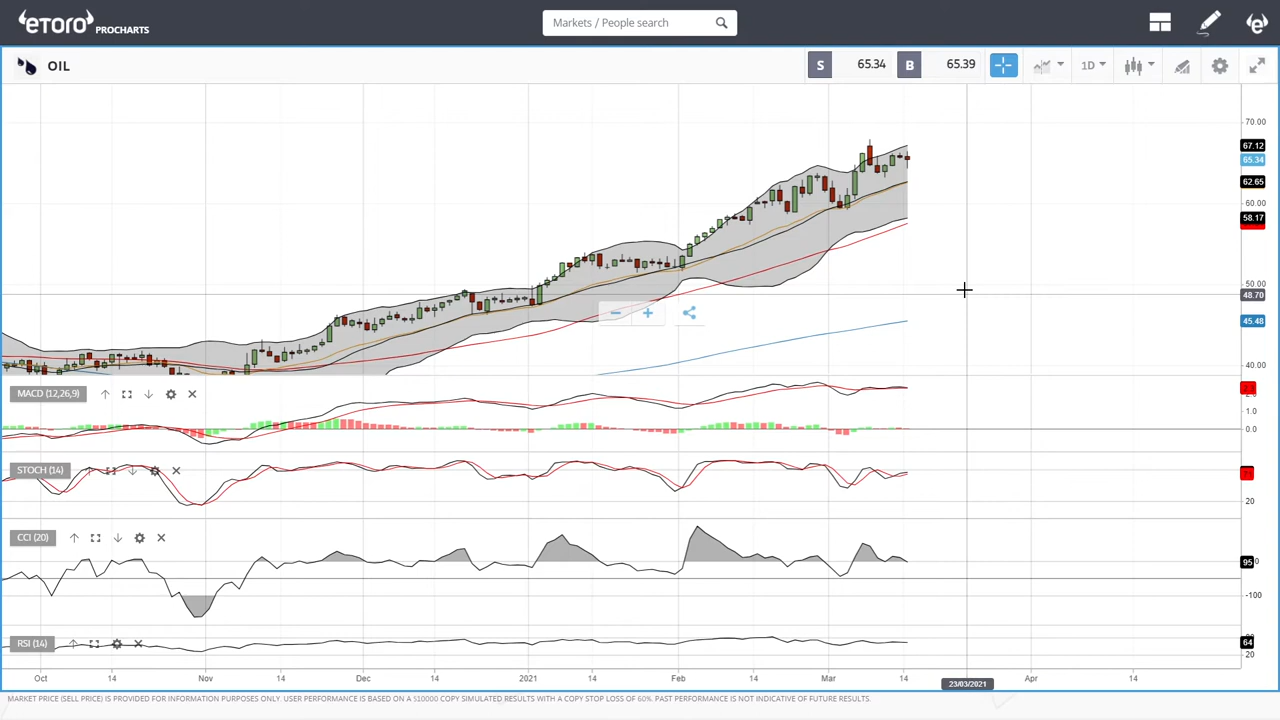 eToro PROCHARTS
Markets / People search
OIL
S 65.34 B 65.39
1D
70.00
67.12
65.34
62.65
60.00
58.17
50.00
48.70
45.48
40.00
MACD (12,26,9)
1.0
0.0
STOCH (14)
20
CCI (20)
95
-100
RSI (14)
64
20
Oct 14 Nov 14 Dec 14 2021 14 Feb 14 Mar 14 Apr 14
23/03/2021
MARKET PRICE (SELL PRICE) IS PROVIDED FOR INFORMATION PURPOSES ONLY. USER PERFORMANCE IS BASED ON A $10000 COPY SIMULATED RESULTS WITH A COPY STOP LOSS OF 60%. PAST PERFORMANCE IS NOT INDICATIVE OF FUTURE RESULTS.